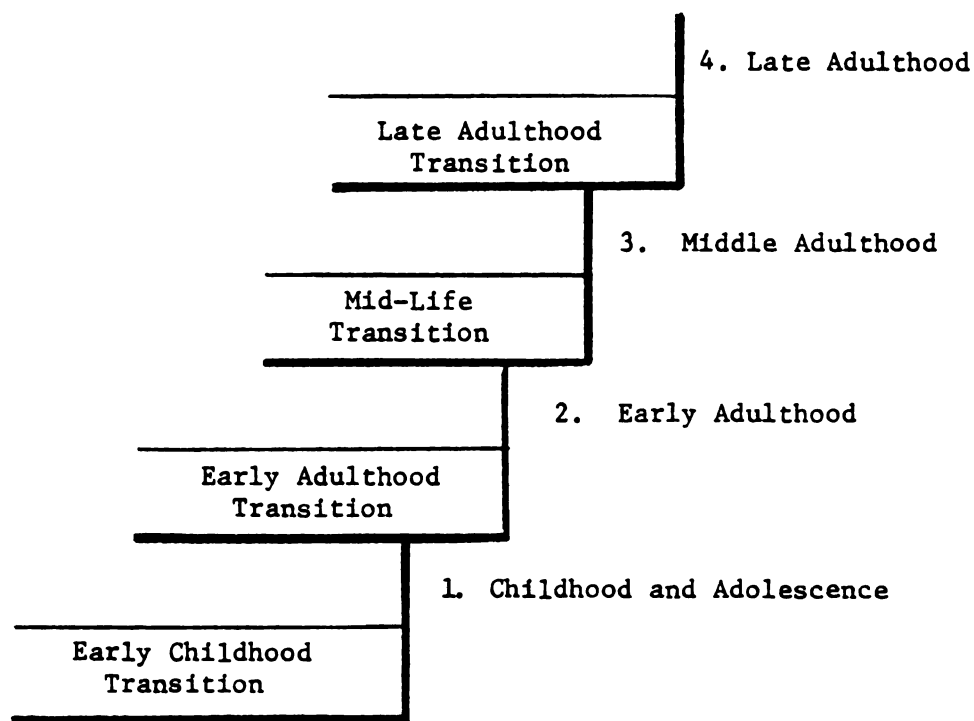 4. Late Adulthood
Late Adulthood
Transition
3. Middle Adulthood
Mid-Life
Transition
2. Early Adulthood
Early Adulthood
Transition
1. Childhood and Adolescence
Early Childhood
Transition